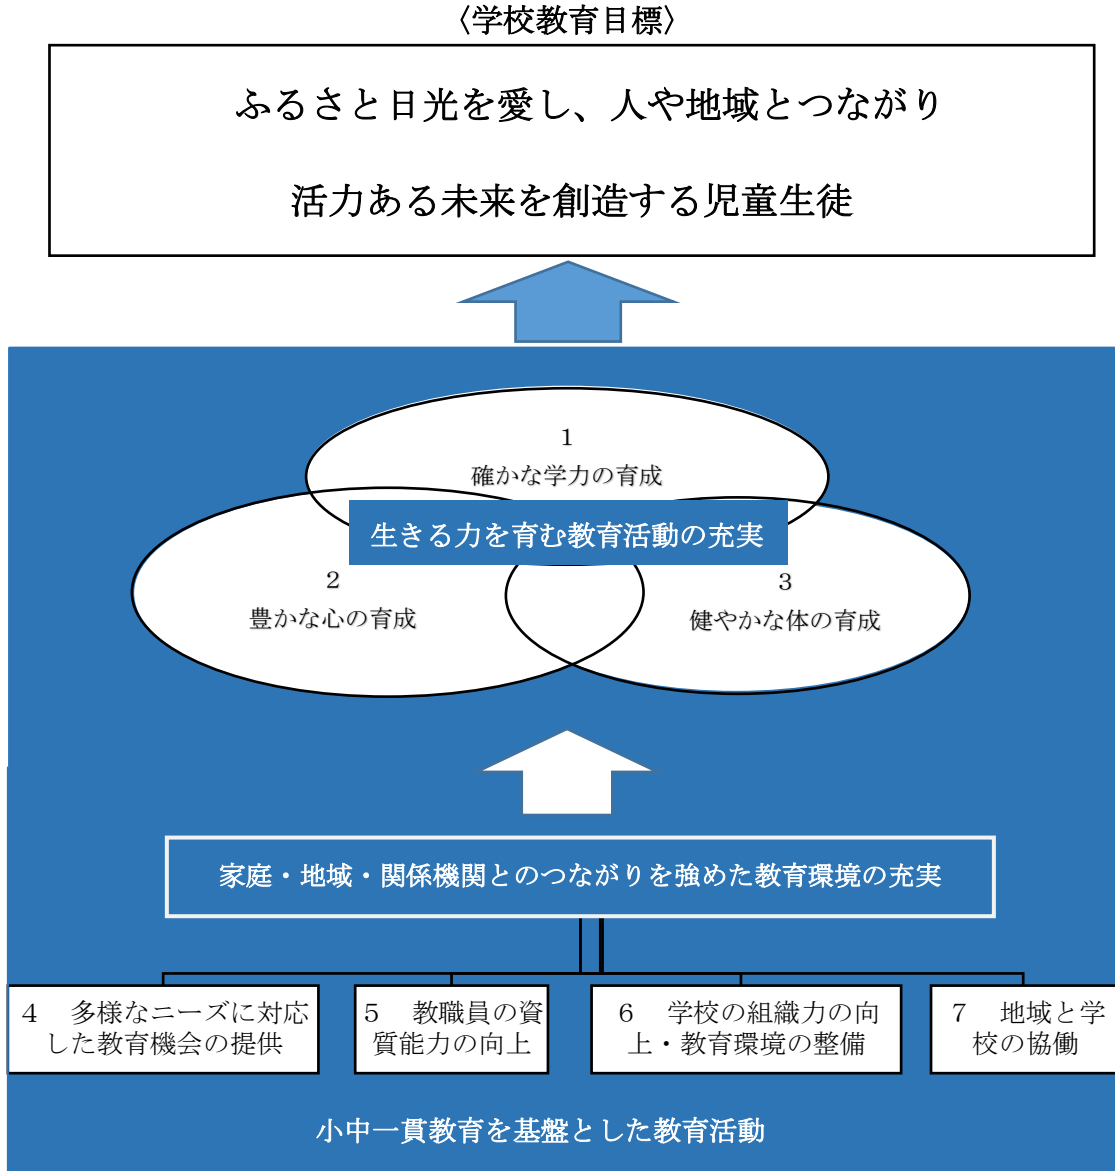 〈学校教育目標〉
ふるさと日光を愛し、人や地域とつながり
活力ある未来を創造する児童生徒
1
確かな学力の育成
生きる力を育む教育活動の充実
2
豊かな心の育成
3
健やかな体の育成
家庭・地域・関係機関とのつながりを強めた教育環境の充実
４　多様なニーズに対応
した教育機会の提供
５　教職員の資
質能力の向上
６　学校の組織力の向
上・教育環境の整備
７　地域と学
校の協働
小中一貫教育を基盤とした教育活動